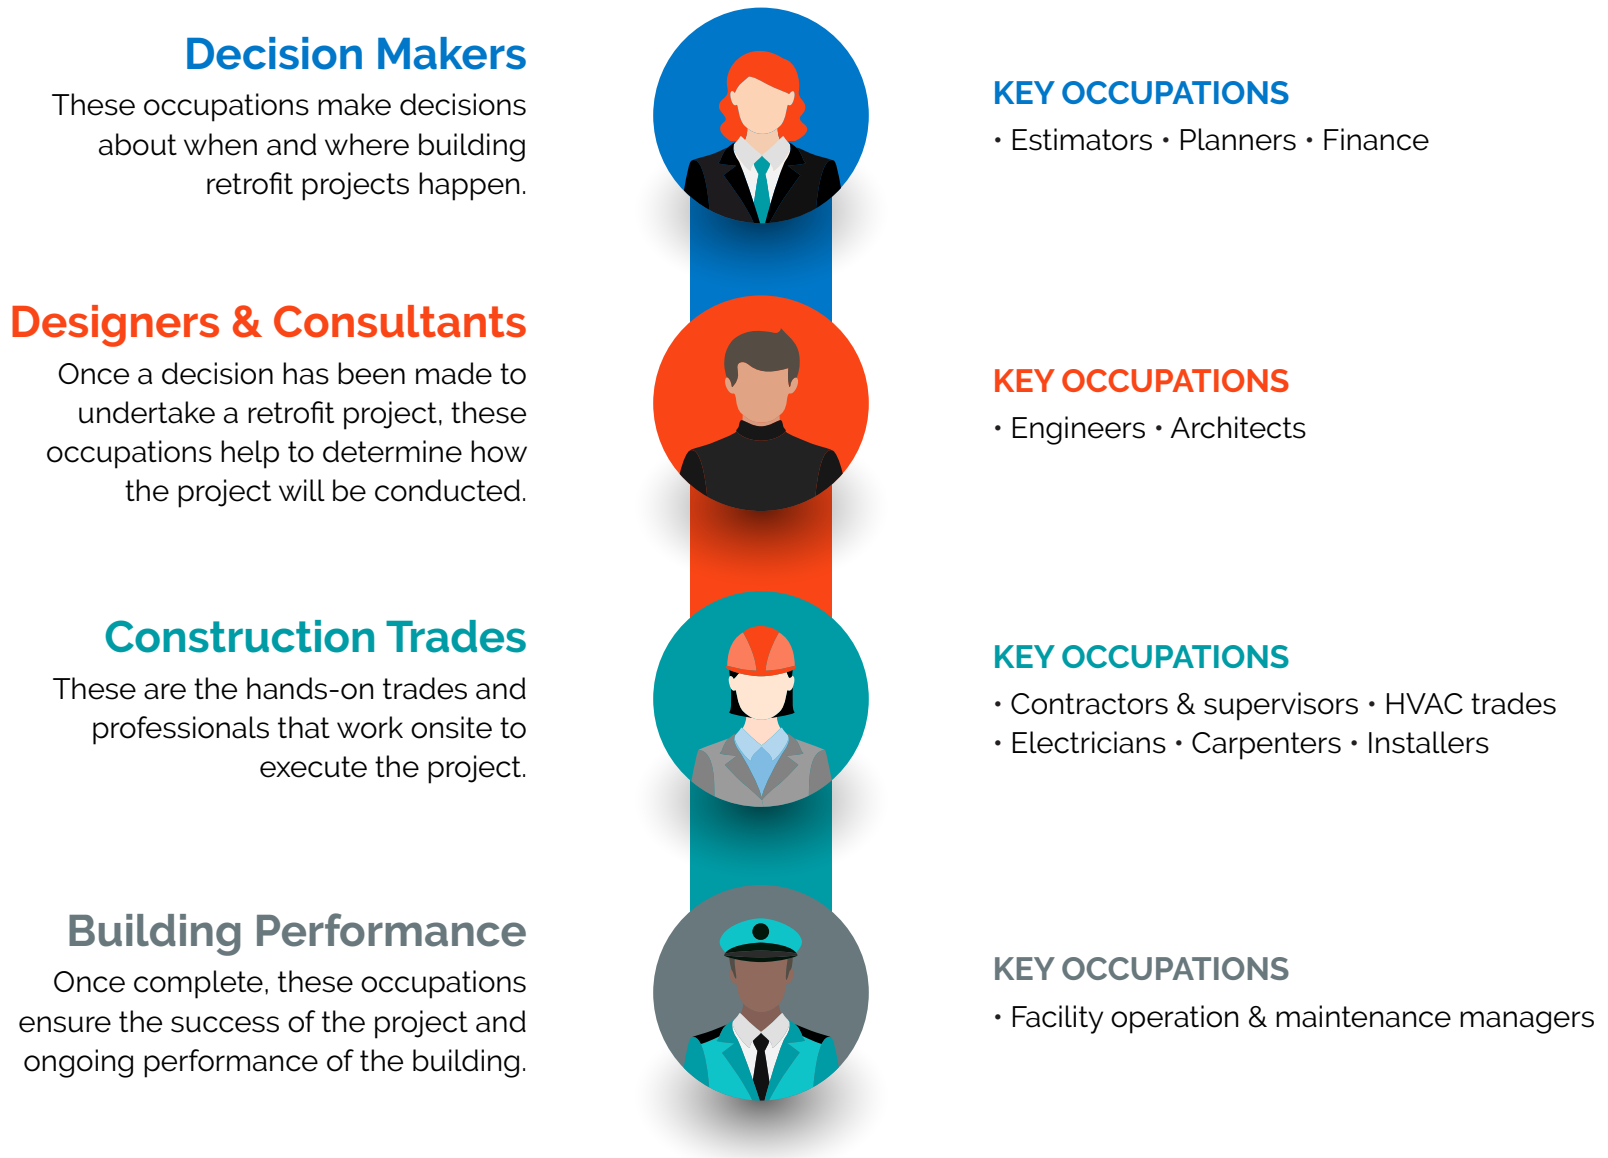 Decision Makers
These occupations make decisions
about when and where building
retrofit projects happen.
KEY OCCUPATIONS
• Estimators • Planners • Finance
Designers & Consultants
Once a decision has been made to
undertake a retrofit project, these
occupations help to determine how
the project will be conducted.
KEY OCCUPATIONS
• Engineers • Architects
Construction Trades
These are the hands-on trades and
professionals that work onsite to
execute the project.
KEY OCCUPATIONS
• Contractors & supervisors • HVAC trades
• Electricians • Carpenters • Installers
Building Performance
Once complete, these occupations
ensure the success of the project and
ongoing performance of the building.
KEY OCCUPATIONS
• Facility operation & maintenance managers